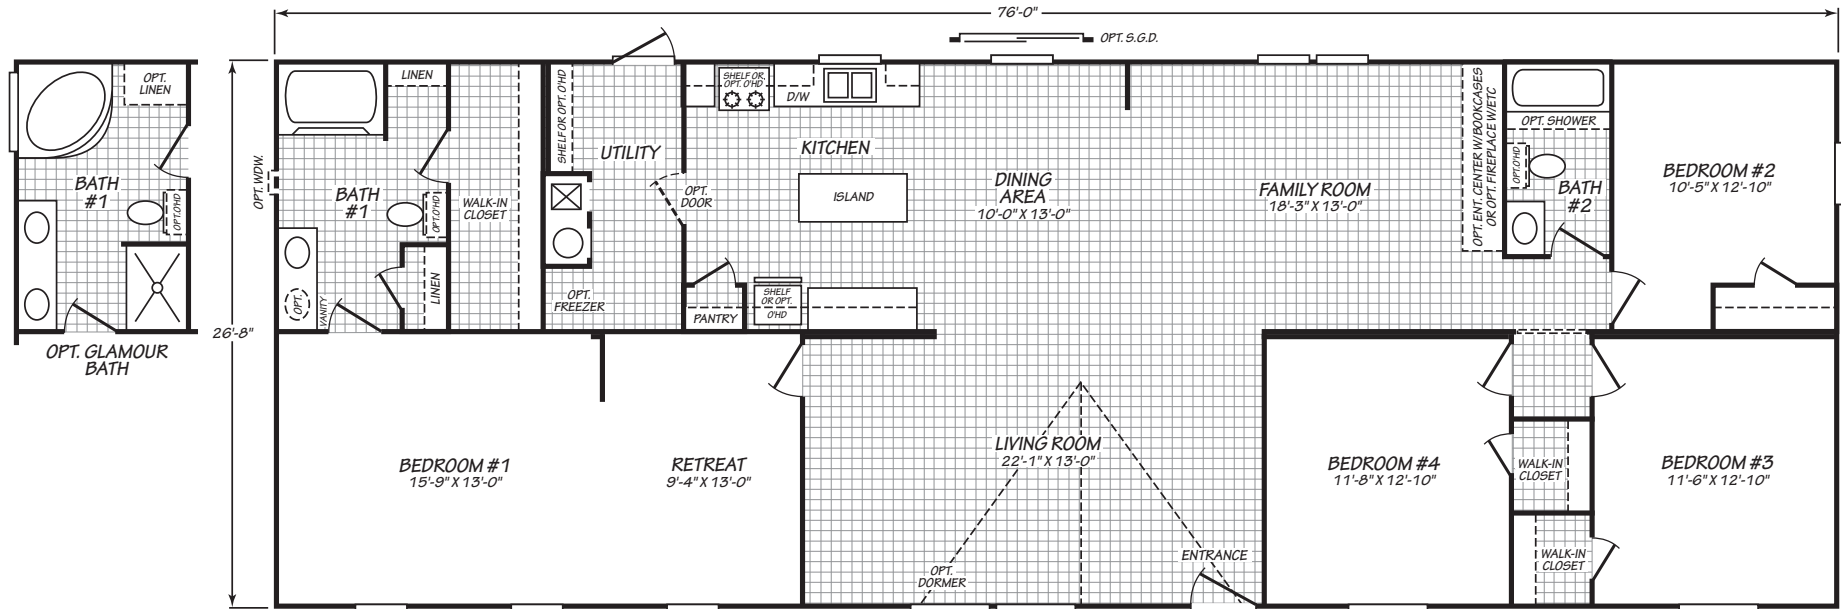 76'-0"
OPT. S.G.D.
OPT.
LINEN
BATH
#1
OPT. O'HD
OPT. GLAMOUR
BATH
26'-8"
OPT. WDW.
LINEN
BATH
#1
OPT. O'HD
OPT.
VANITY
LINEN
WALK-IN
CLOSET
SHELF OR OPT. O'HD
UTILITY
OPT.
FREEZER
OPT.
DOOR
SHELF OR
OPT. O'HD
D/W
KITCHEN
ISLAND
PANTRY
SHELF
OR OPT.
O'HD
DINING
AREA
10'-0" X 13'-0"
FAMILY ROOM
18'-3" X 13'-0"
OPT. ENT. CENTER W/BOOKCASES
OR OPT. FIREPLACE W/ETC
OPT. SHOWER
OPT. O'HD
BATH
#2
BEDROOM #2
10'-5" X 12'-10"
BEDROOM #1
15'-9" X 13'-0"
RETREAT
9'-4" X 13'-0"
LIVING ROOM
22'-1" X 13'-0"
OPT.
DORMER
ENTRANCE
BEDROOM #4
11'-8" X 12'-10"
WALK-IN
CLOSET
WALK-IN
CLOSET
BEDROOM #3
11'-6" X 12'-10"